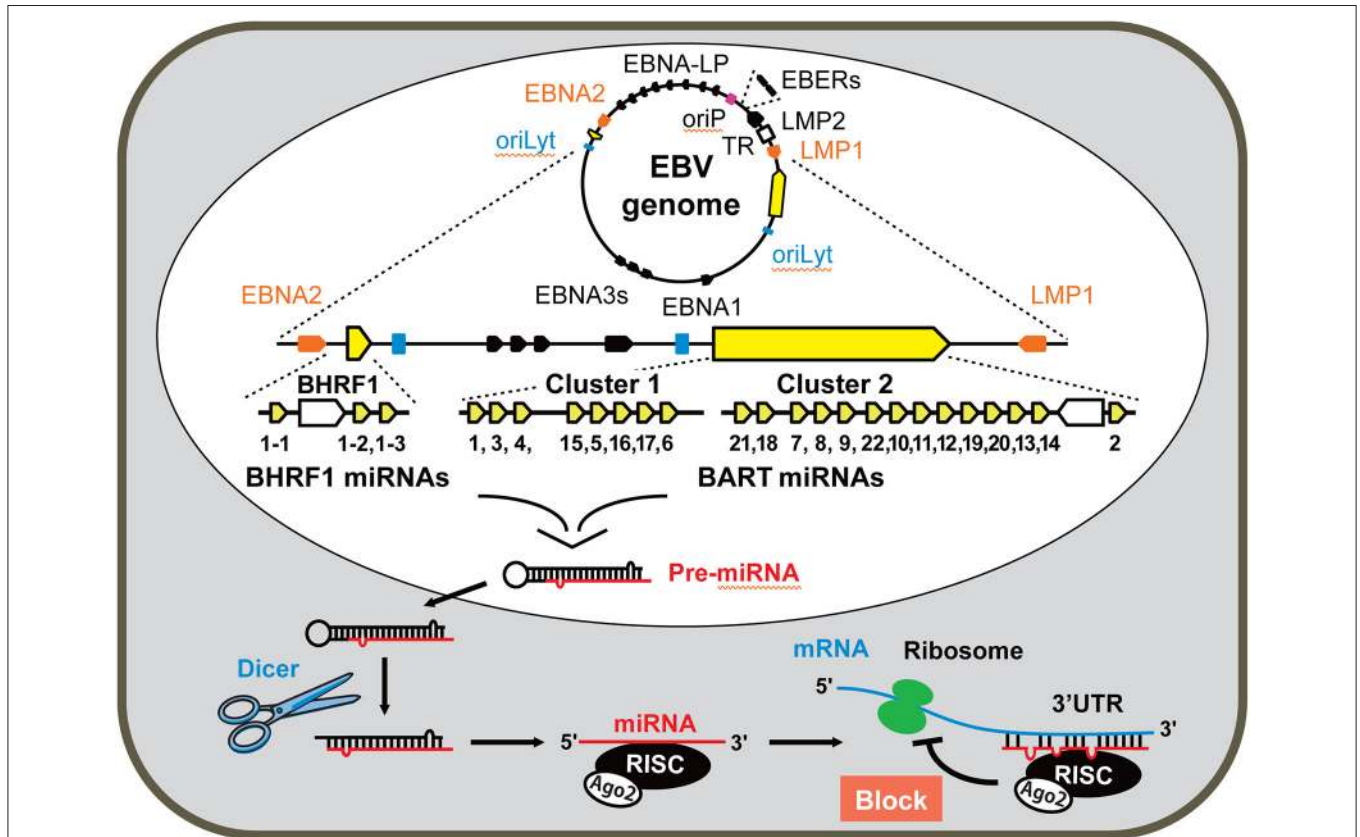 EBNA-LP
EBERs
EBNA2
oriP
LMP2
oriLyt
TR
LMP1
EBV
genome
oriLyt
EBNA2
EBNA3s
EBNA1
LMP1
BHRF1
Cluster 1
Cluster 2
1-1
1-2, 1-3
1, 3, 4,
15,5,16,17,6
21,18
7, 8, 9,
22,10,11,12,19,20,13,14
2
BHRF1 miRNAs
BART miRNAs
Pre-miRNA
Dicer
mRNA
Ribosome
5'
3'UTR
3'
miRNA
5'
3'
RISC
Ago2
RISC
Ago2
Block